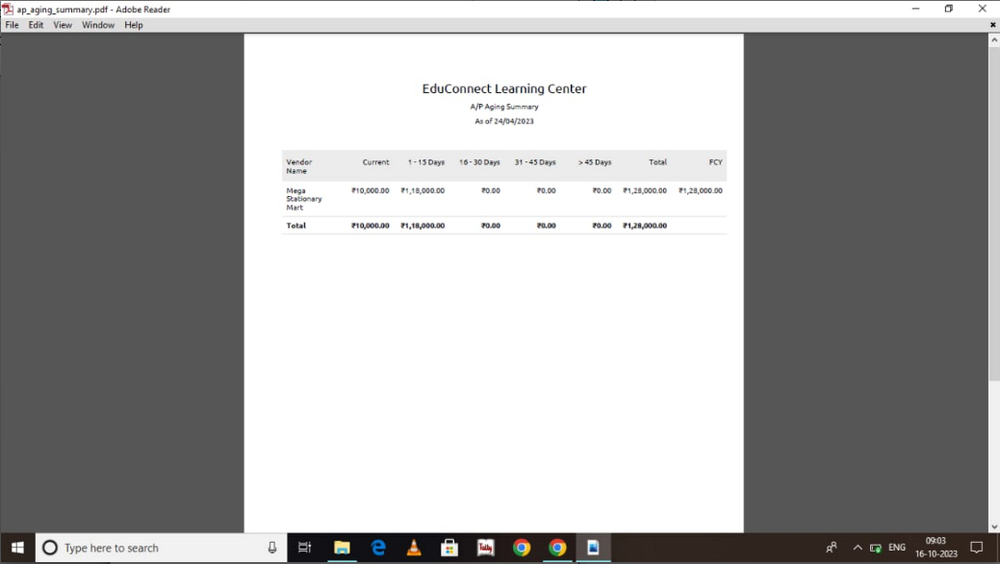 ap_aging_summary.pdf - Adobe Reader
File Edit View Window Help
EduConnect Learning Center
A/P Aging Summary
As of 24/04/2023
Vendor Name Current 1 - 15 Days 16 - 30 Days 31 - 45 Days > 45 Days Total FCY
Mega Stationary Mart ₹10,000.00 ₹1,18,000.00 ₹0.00 ₹0.00 ₹0.00 ₹1,28,000.00 ₹1,28,000.00
Total ₹10,000.00 ₹1,18,000.00 ₹0.00 ₹0.00 ₹0.00 ₹1,28,000.00
Type here to search Tally ENG 09:03
16-10-2023